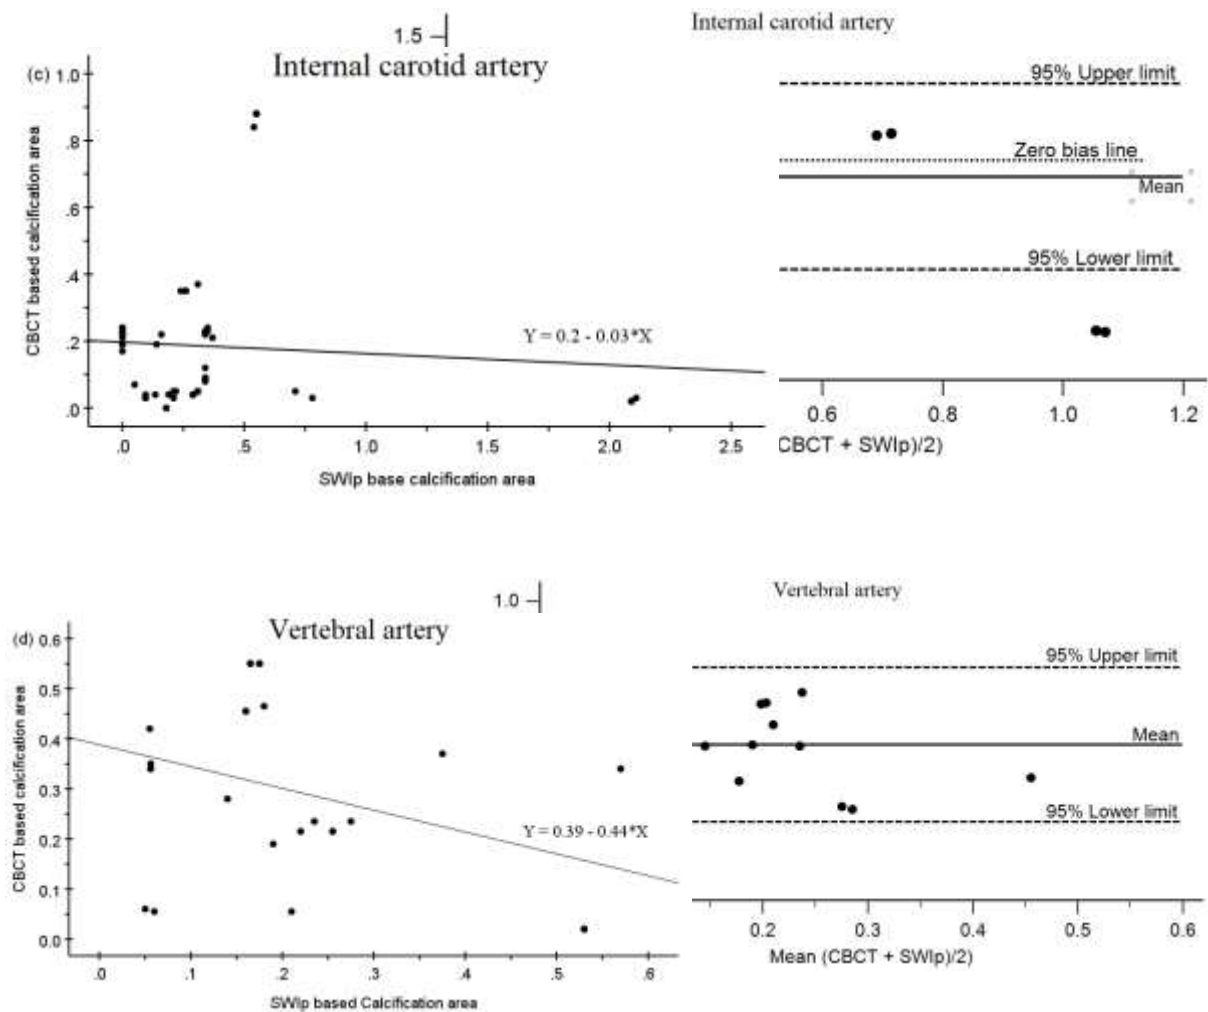 1.5
Internal carotid artery
(c) 1.0
Internal carotid artery
.8
.6
.4
.2
.0
CBCT based calcification area
Y = 0.2 - 0.03*X
.0 .5 1.0 1.5 2.0 2.5
SWIp base calcification area
95% Upper limit
Zero bias line
Mean
95% Lower limit
0.6 0.8 1.0 1.2
CBCT + SWIp)/2)
1.0
Vertebral artery
(d) 0.6
Vertebral artery
0.5
0.4
0.3
0.2
0.1
0.0
CBCT based calcification area
Y = 0.39 - 0.44*X
.0 .1 .2 .3 .4 .5 .6
SWIp based Calcification area
95% Upper limit
Mean
95% Lower limit
0.2 0.3 0.4 0.5 0.6
Mean (CBCT + SWIp)/2)